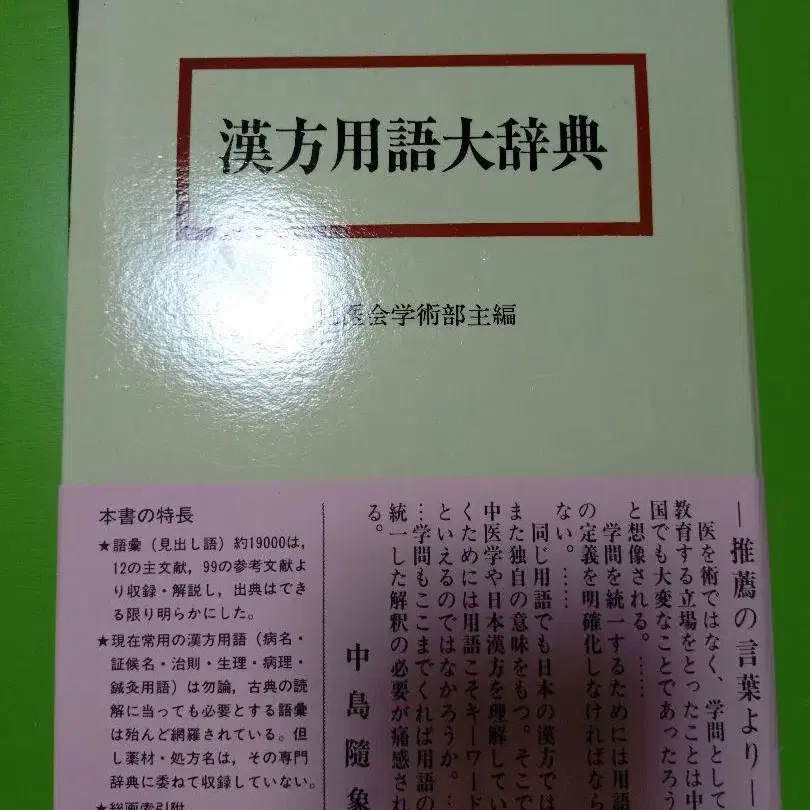 漢方用語大辞典
医会学術部主編
本書の特長
★語彙（見出し語）約19000は，
12の主文献，99の参考文献よ
り収録・解説し，出典はでき
る限り明らかにした。
★現在常用の漢方用語（病名・
証候名・治則・生理・病理・
鍼灸用語）は勿論，古典の読
解に当っても必要とする語彙
は殆んど網羅されている。但
し薬材・処方名は，その専門
辞典に委ねて収録していない。
★総画索引附
―推薦の言葉より―
医を術ではなく、学問として
教育する立場をとったことは中
国でも大変なことであったろう
と想像される。……
学問を統一するためには用語
の定義を明確化しなければなら
ない。……
同じ用語でも日本の漢方では
また独自の意味をもつ。そこで
中医学や日本漢方を理解してい
くためには用語こそキーワード
といえるのではなかろうか。…
…学問もここまでくれば用語の
統一した解釈の必要が痛感され
る。
中島隨象